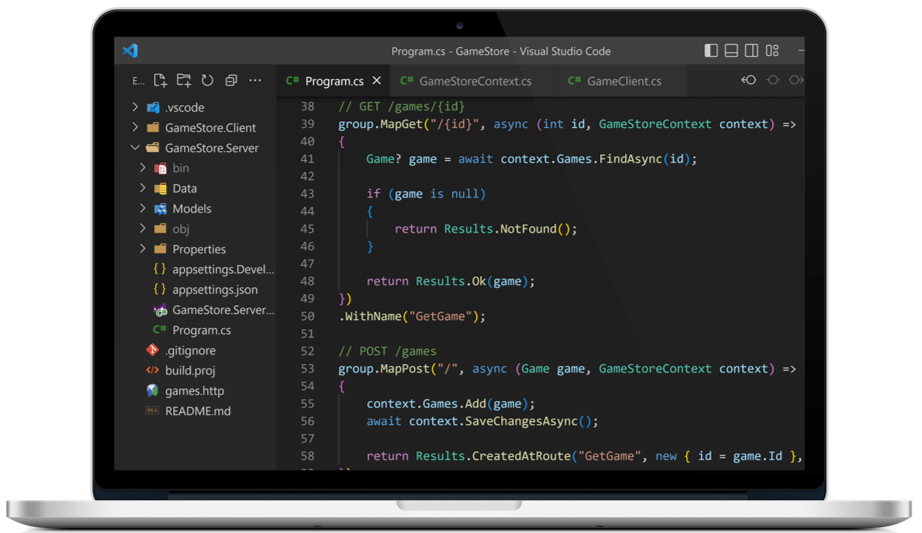 Program.cs - GameStore - Visual Studio Code
E...
Program.cs
GameStoreContext.cs
GameClient.cs
.vscode
GameStore.Client
GameStore.Server
bin
Data
Models
obj
Properties
appsettings.Devel...
appsettings.json
GameStore.Server...
C# Program.cs
.gitignore
build.proj
games.http
README.md
38 // GET /games/{id}
39 group.MapGet("/{id}", async (int id, GameStoreContext context) =>
40 {
41 Game? game = await context.Games.FindAsync(id);
42
43 if (game is null)
44 {
45 return Results.NotFound();
46 }
47
48 return Results.Ok(game);
49 })
50 .WithName("GetGame");
51
52 // POST /games
53 group.MapPost("/", async (Game game, GameStoreContext context) =>
54 {
55 context.Games.Add(game);
56 await context.SaveChangesAsync();
57
58 return Results.CreatedAtRoute("GetGame", new { id = game.Id },